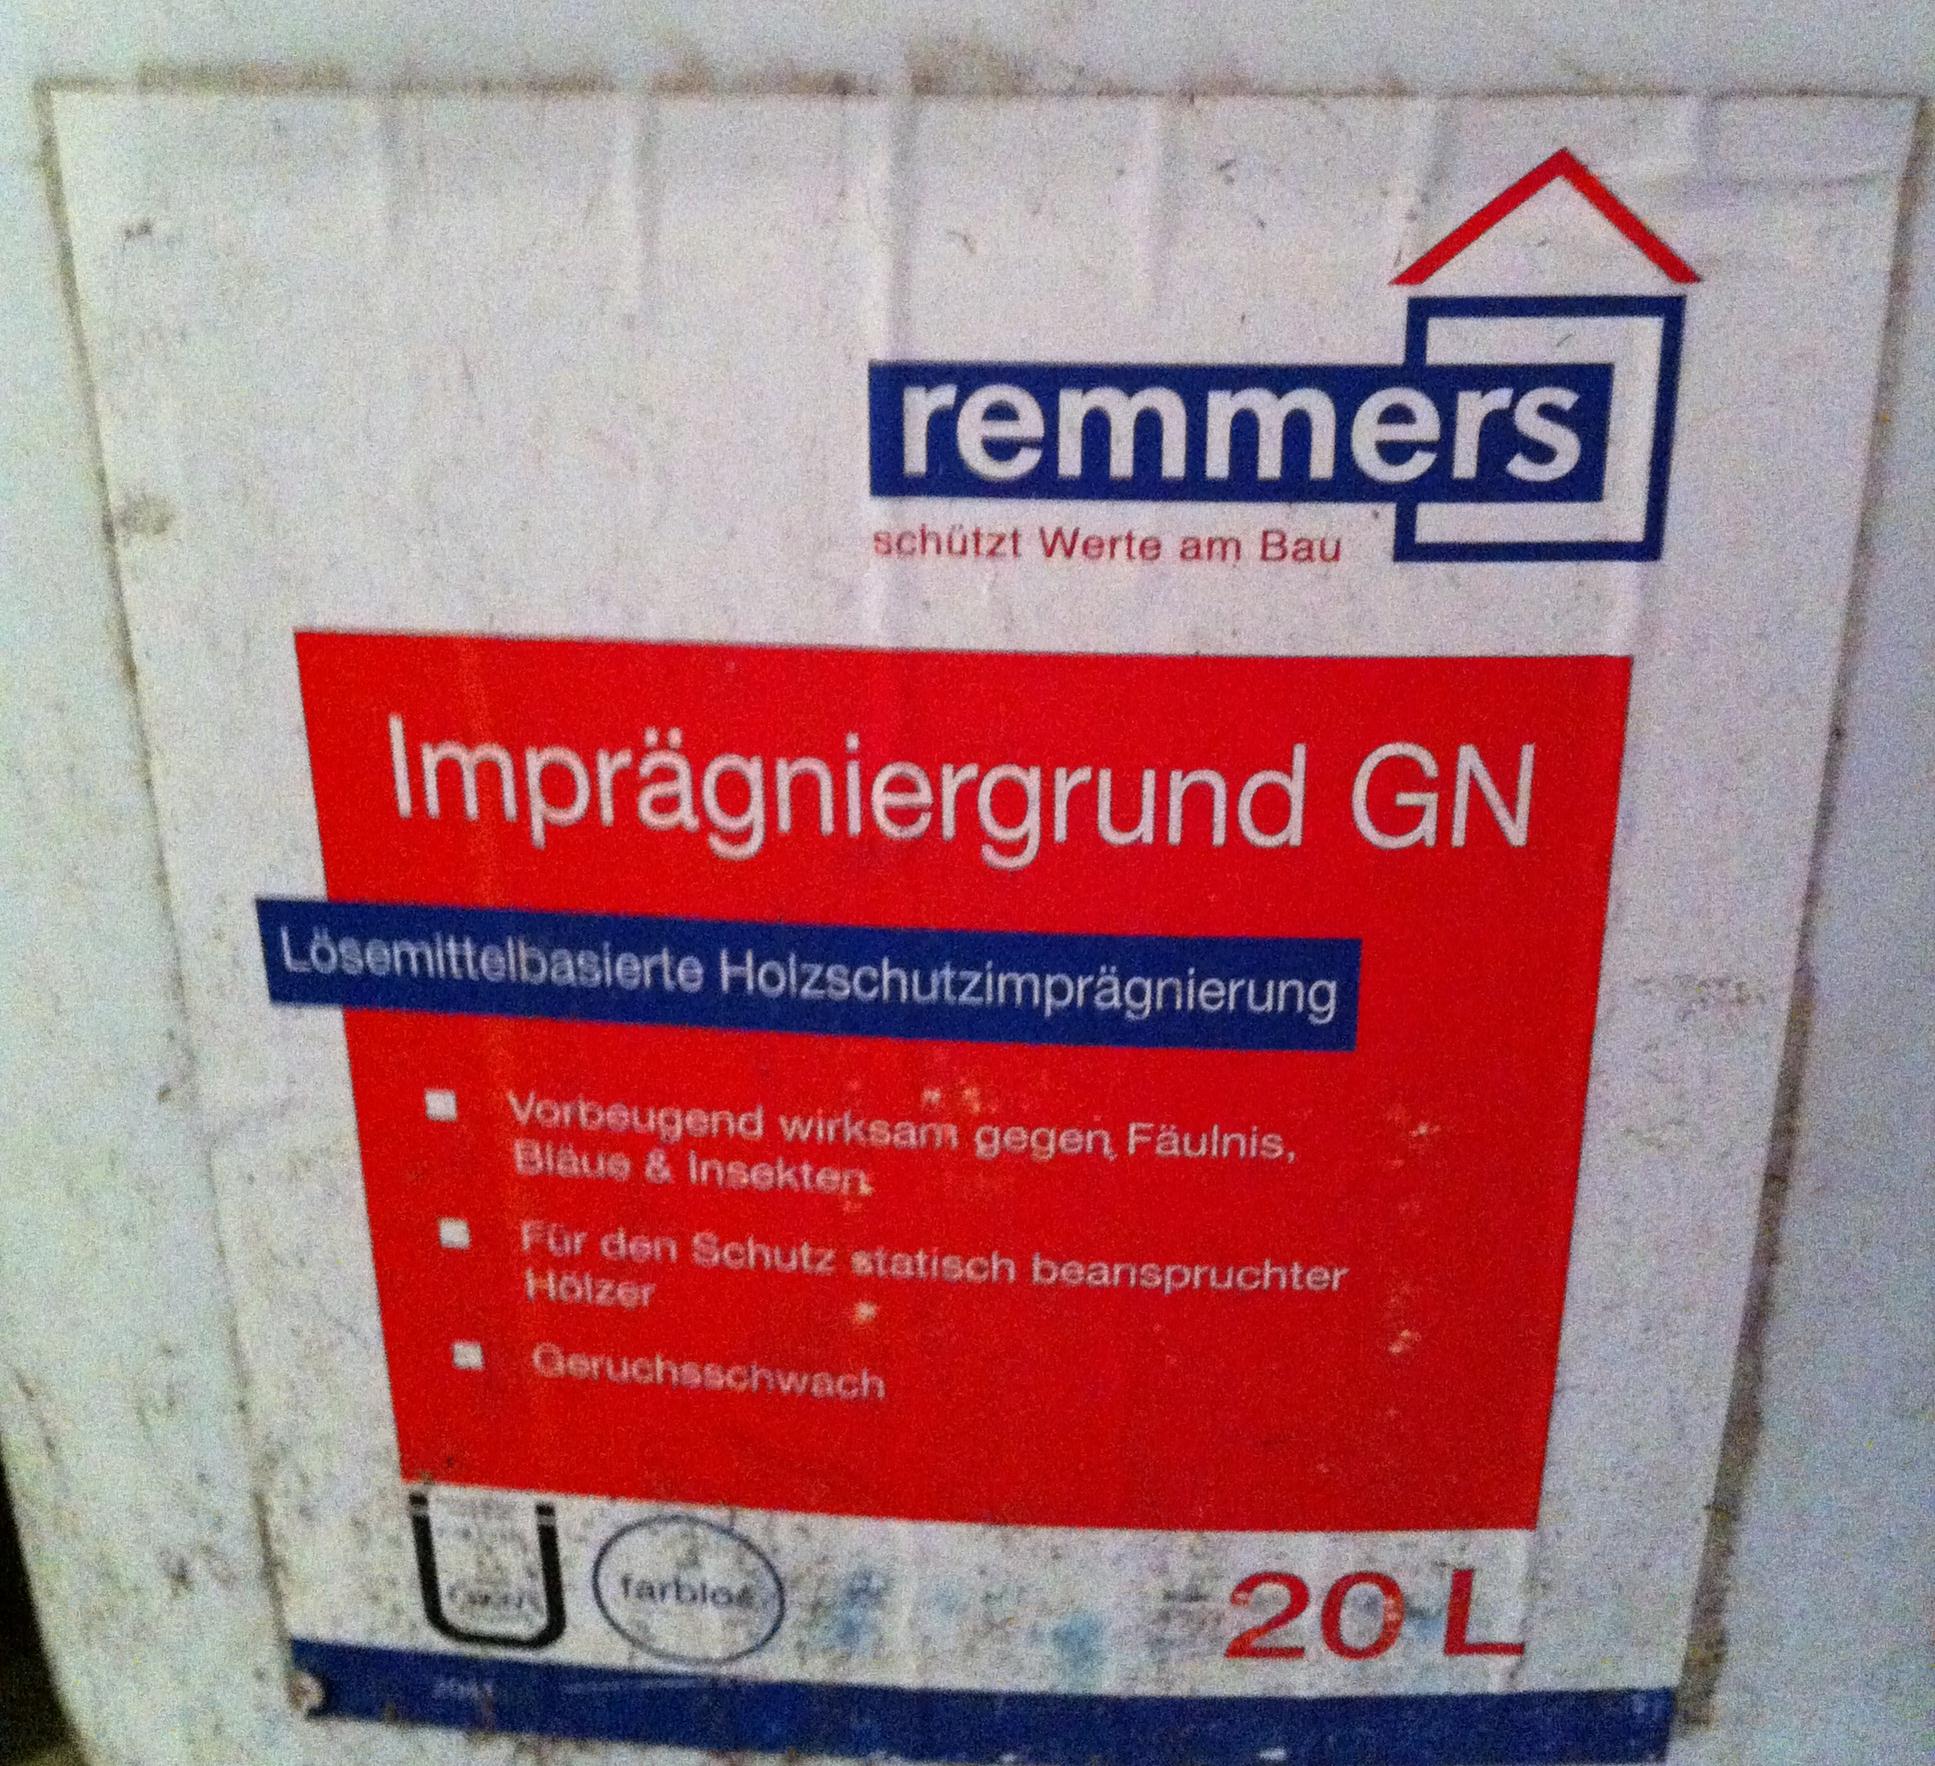 remmers
schützt Werte am Bau
Imprägniergrund GN
Lösemittelbasierte Holzschutzimprägnierung
Vorbeugend wirksam gegen Fäulnis,
Bläue & Insekten
Für den Schutz statisch beanspruchter
Hölzer
Geruchsschwach
Ü
farblos
20 L